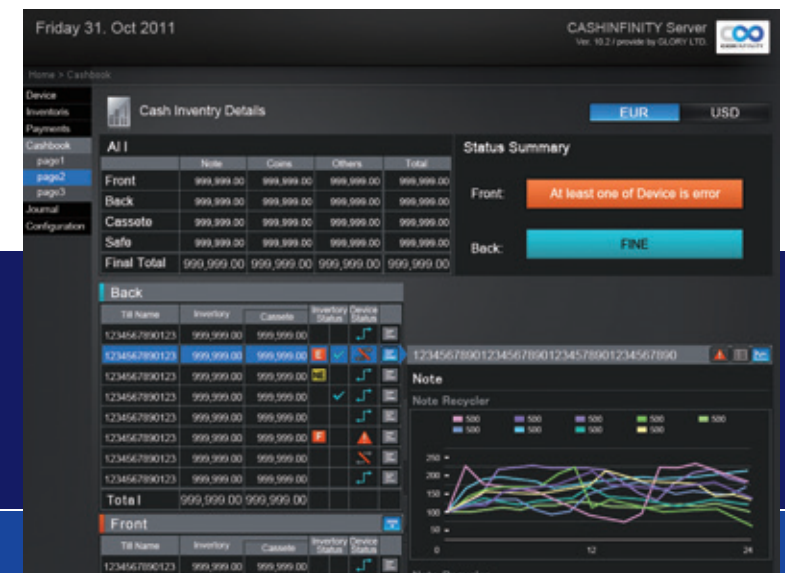 Friday 31. Oct 2011
CASHINFINITY Server
Ver. 10.2 / provide by GLORY LTD.
Home > Cashbook
Device
Inventoris
Payments
Cashbook
page1
page2
page3
Journal
Configuration
Cash Inventry Details
EUR USD
All
Note Coins Others Total
Front 999,999.00 999,999.00 999,999.00 999,999.00
Back 999,999.00 999,999.00 999,999.00 999,999.00
Cassete 999,999.00 999,999.00 999,999.00 999,999.00
Safe 999,999.00 999,999.00 999,999.00 999,999.00
Final Total 999,999.00 999,999.00 999,999.00 999,999.00
Status Summary
Front: At least one of Device is error
Back: FINE
Back
Till Name Inventory Cassete Inventory Status Device Status
1234567890123 999,999.00 999,999.00
1234567890123 999,999.00 999,999.00 E
1234567890123 999,999.00 999,999.00 NE
1234567890123 999,999.00 999,999.00
1234567890123 999,999.00 999,999.00
1234567890123 999,999.00 999,999.00 F
1234567890123 999,999.00 999,999.00
1234567890123 999,999.00 999,999.00
Total 999,999.00 999,999.00
Front
Till Name Inventory Cassete Inventory Status Device Status
1234567890123 999,999.00 999,999.00
Note
Note Recycler
500 500 500 500 500
500 500 500 500
250
200
150
100
50
0 12 24